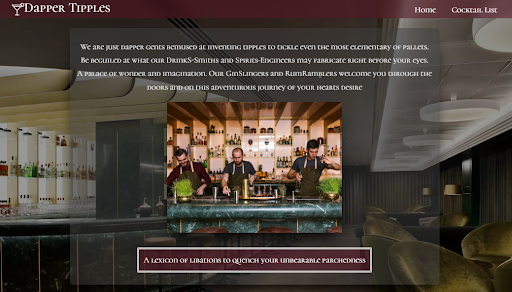 Dapper Tipples
Home Cocktail List
We are just dapper gents bemused at inventing tipples to tickle even the most elementary of pallets.
Be beguiled at what our DrinkS-Smiths and Spirits-Engineers may fabricate right before your eyes.
A palace of wonder and imagination. Our GinSlingers and RumRamblers welcome you through the
doors and on this adventurous journey of your hearts desire
A lexicon of libations to quench your unbearable parchedness